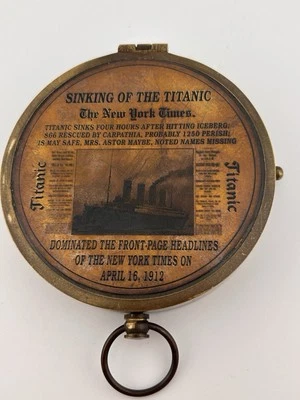 SINKING OF THE TITANIC
The New York Times.
TITANIC SINKS FOUR HOURS AFTER HITTING ICEBERG;
866 RESCUED BY CARPATHIA, PROBABLY 1250 PERISH;
IS MAY SAFE, MRS. ASTOR MAYBE, NOTED NAMES MISSING
Titanic
Titanic
DOMINATED THE FRONT-PAGE HEADLINES
OF THE NEW YORK TIMES ON
APRIL 16, 1912